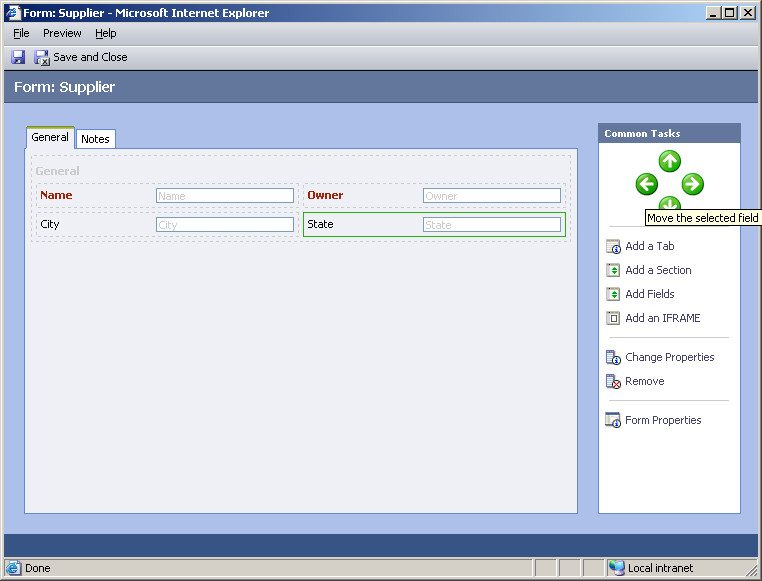 Form: Supplier - Microsoft Internet Explorer
File Preview Help
Save and Close
Form: Supplier
General Notes
General
Name Name Owner Owner
City City State State
Common Tasks
Move the selected field
Add a Tab
Add a Section
Add Fields
Add an IFRAME
Change Properties
Remove
Form Properties
Done Local intranet